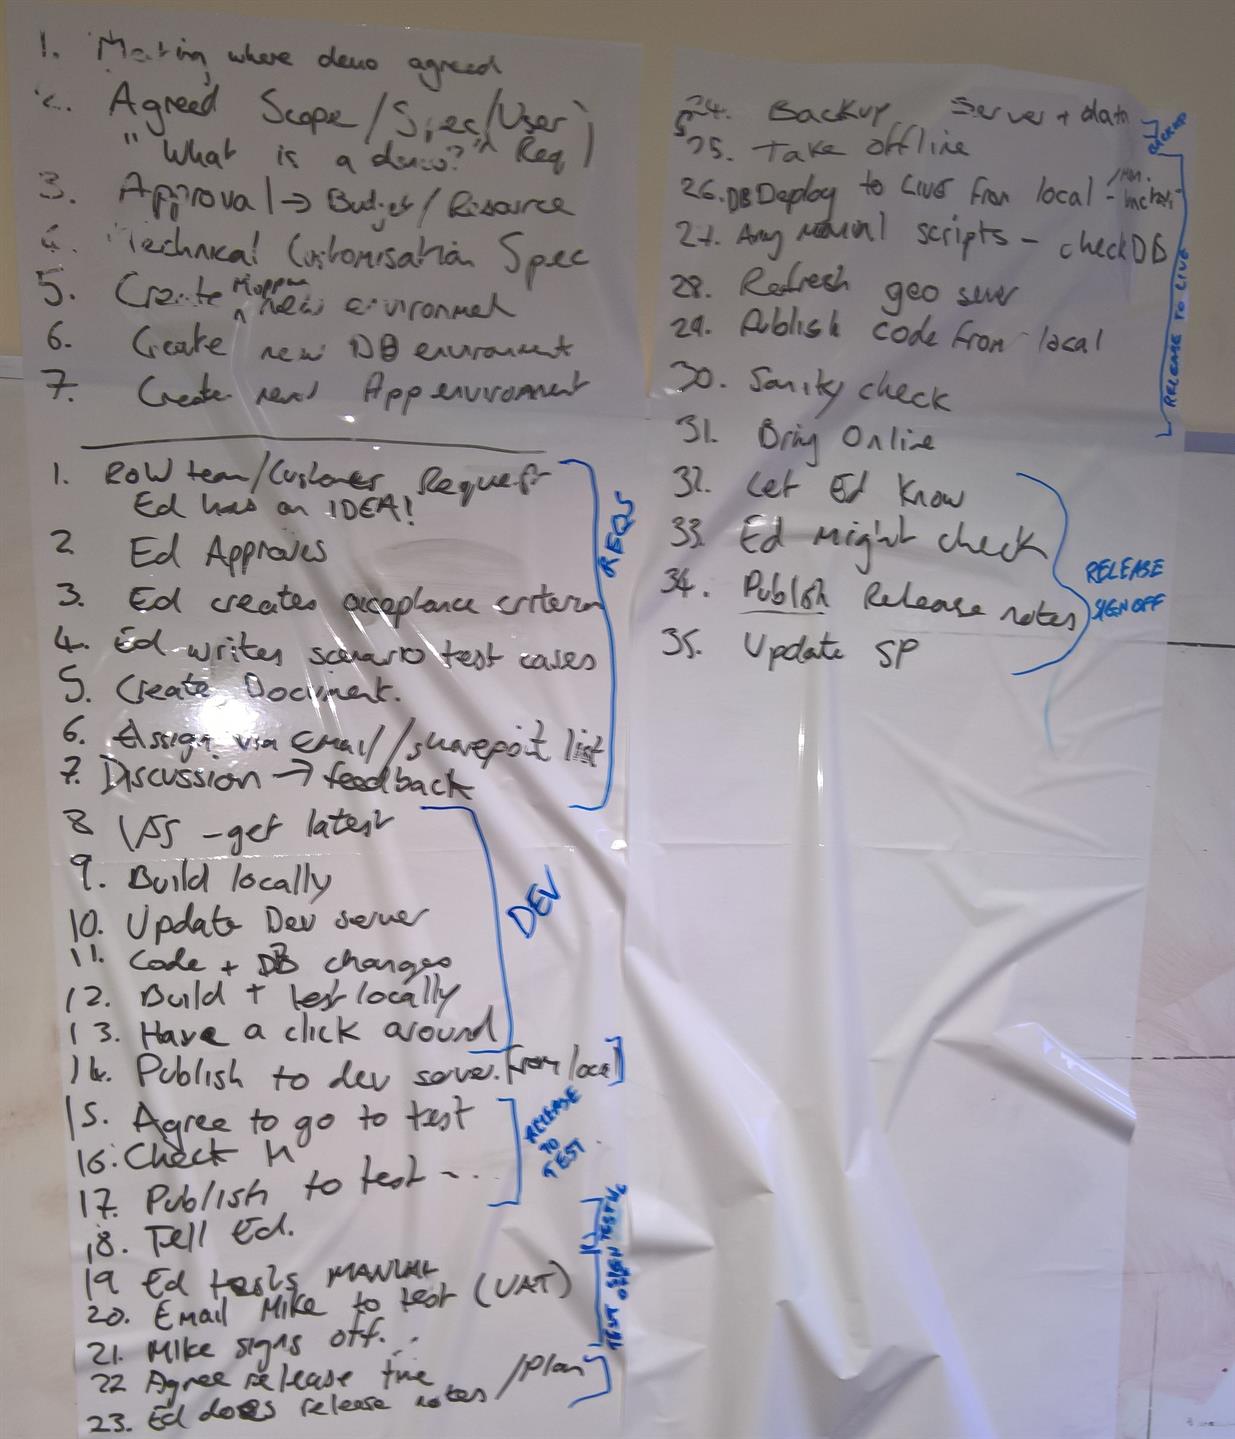 1. Meeting where demo agreed
2. Agreed Scope/Spec/User
"What is a demo?" Req)
3. Approval → Budget/Resource
4. Technical Customisation Spec
5. Create Mapping new environment
6. Create new DB environment
7. Create new App environment
1. RoW team/Customer Request
Ed has an IDEA!
2 Ed Approves
3. Ed creates acceptance criteria
4. Ed writes scenario test cases
5. Create Document.
6. Assign via Email//sharepoit list
7. Discussion → feedback
REQS
8 VSS - get latest
9. Build locally
10. Update Dev server
11. Code + DB changes
12. Build + test locally
13. Have a click around
DEV
14. Publish to dev server. from local
15. Agree to go to test
16. Check
17. Publish to test - ...
RELEASE TO TEST
18. Tell Ed.
19 Ed tests MANUAL
20. Email Mike to test (UAT)
21. Mike signs off...
TEST SIGN OFF
22 Agree release time /plan
23. Ed does release notes
24. Backup server + data
BACKUP
25. Take offline
26. DB Deploy to Live from local -
27. Any manual scripts - check DB
28. Refresh geo sever
29. Publish code from local
30. Sanity check
31. Bring Online
RELEASE TO LIVE
32. Let Ed Know
33. Ed might check
34. Publish Release notes
35. Update SP
RELEASE
SIGN OFF